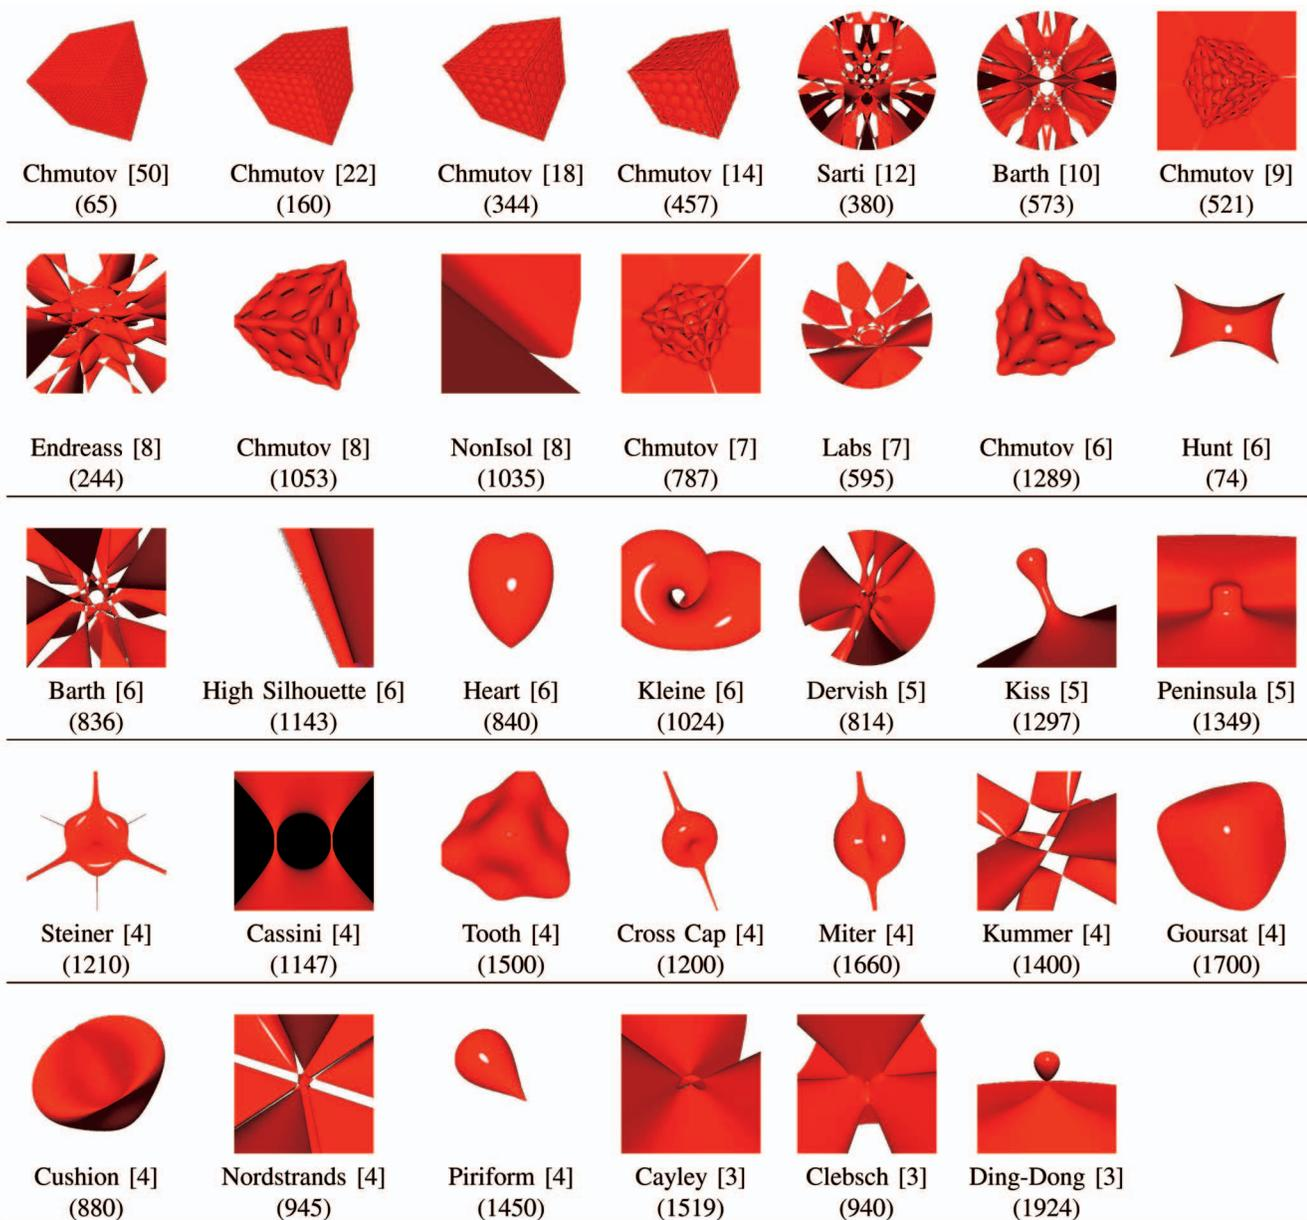 Chmutov [50] Chmutov [22] Chmutov [18] Chmutov [14] Sarti [12] Barth [10] Chmutov [9]
(65) (160) (344) (457) (380) (573) (521)
Endreass [8] Chmutov [8] NonIsol [8] Chmutov [7] Labs [7] Chmutov [6] Hunt [6]
(244) (1053) (1035) (787) (595) (1289) (74)
Barth [6] High Silhouette [6] Heart [6] Kleine [6] Dervish [5] Kiss [5] Peninsula [5]
(836) (1143) (840) (1024) (814) (1297) (1349)
Steiner [4] Cassini [4] Tooth [4] Cross Cap [4] Miter [4] Kummer [4] Goursat [4]
(1210) (1147) (1500) (1200) (1660) (1400) (1700)
Cushion [4] Nordstrands [4] Piriform [4] Cayley [3] Clebsch [3] Ding-Dong [3]
(880) (945) (1450) (1519) (940) (1924)